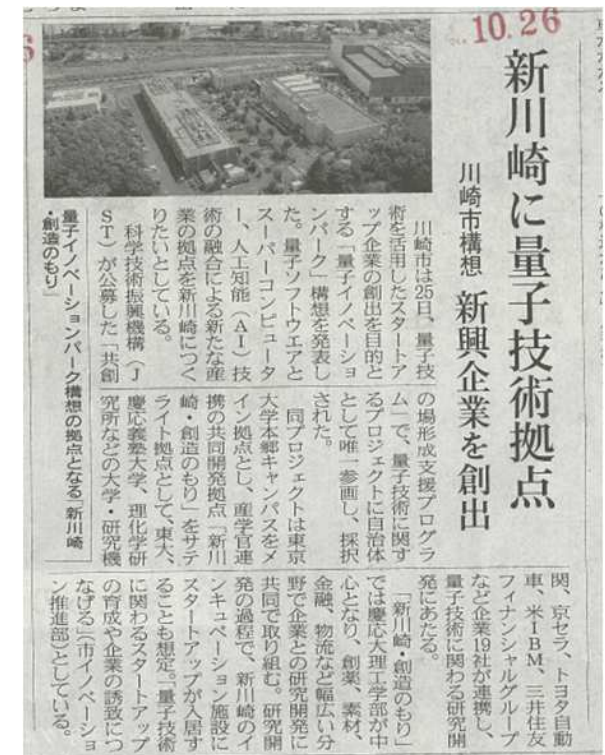 10.26
新川崎に量子技術拠点
川崎市構想 新興企業を創出
川崎市は25日、量子技
術を活用したスタートア
ップ企業の創出を目的と
する「量子イノベーショ
ンパーク」構想を発表し
た。量子ソフトウエアと
スーパーコンピュータ
ー、人工知能(AI)技
術の融合による新たな産
業の拠点を新川崎につく
りたいとしている。
科学技術振興機構(J
ST)が公募した「共創
の場形成支援プログラ
ム」で、量子技術に関す
るプロジェクトに自治体
として唯一参画し、採択
された。
同プロジェクトは東京
大学本郷キャンパスをメ
イン拠点とし、産学官連
携の共同開発拠点「新川
崎・創造のもり」をサテ
ライト拠点として、東大、
慶応義塾大学、理化学研
究所などの大学・研究機
関、京セラ、トヨタ自動
車、米IBM、三井住友
フィナンシャルグループ
など企業19社が連携し、
量子技術に関わる研究開
発にあたる。
「新川崎・創造のもり」
では慶応大理工学部が中
心となり、創薬、素材、
金融、物流など幅広い分
野で企業との研究開発に
共同で取り組む。研究開
発の過程で、新川崎のイ
ンキュベーション施設に
スタートアップが入居す
ることも想定。「量子技術
に関わるスタートアップ
の育成や企業の誘致につ
なげる」(市イノベーショ
ン推進部)としている。
量子イノベーションパーク構想の拠点となる「新川崎
・創造のもり」